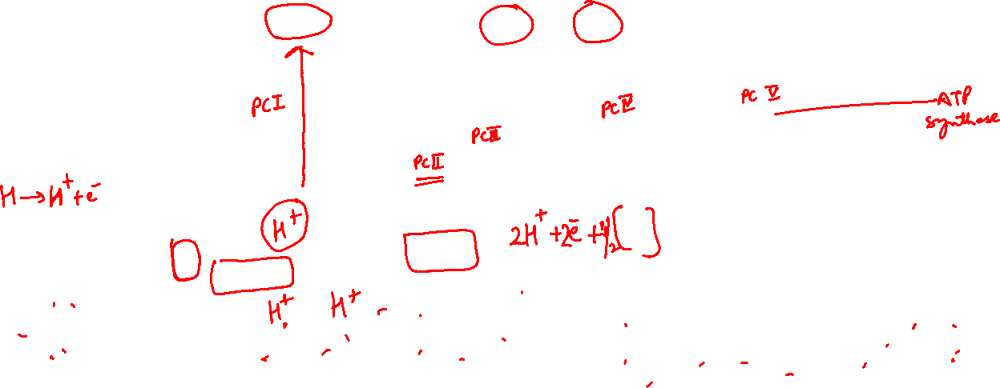 PC V
ATP
synthase
PC IV
PC I
PC III
PC II
H → H⁺ + e⁻
H⁺
2H⁺ + 2e⁻ + 1/2 [ ]
H⁺ H⁺